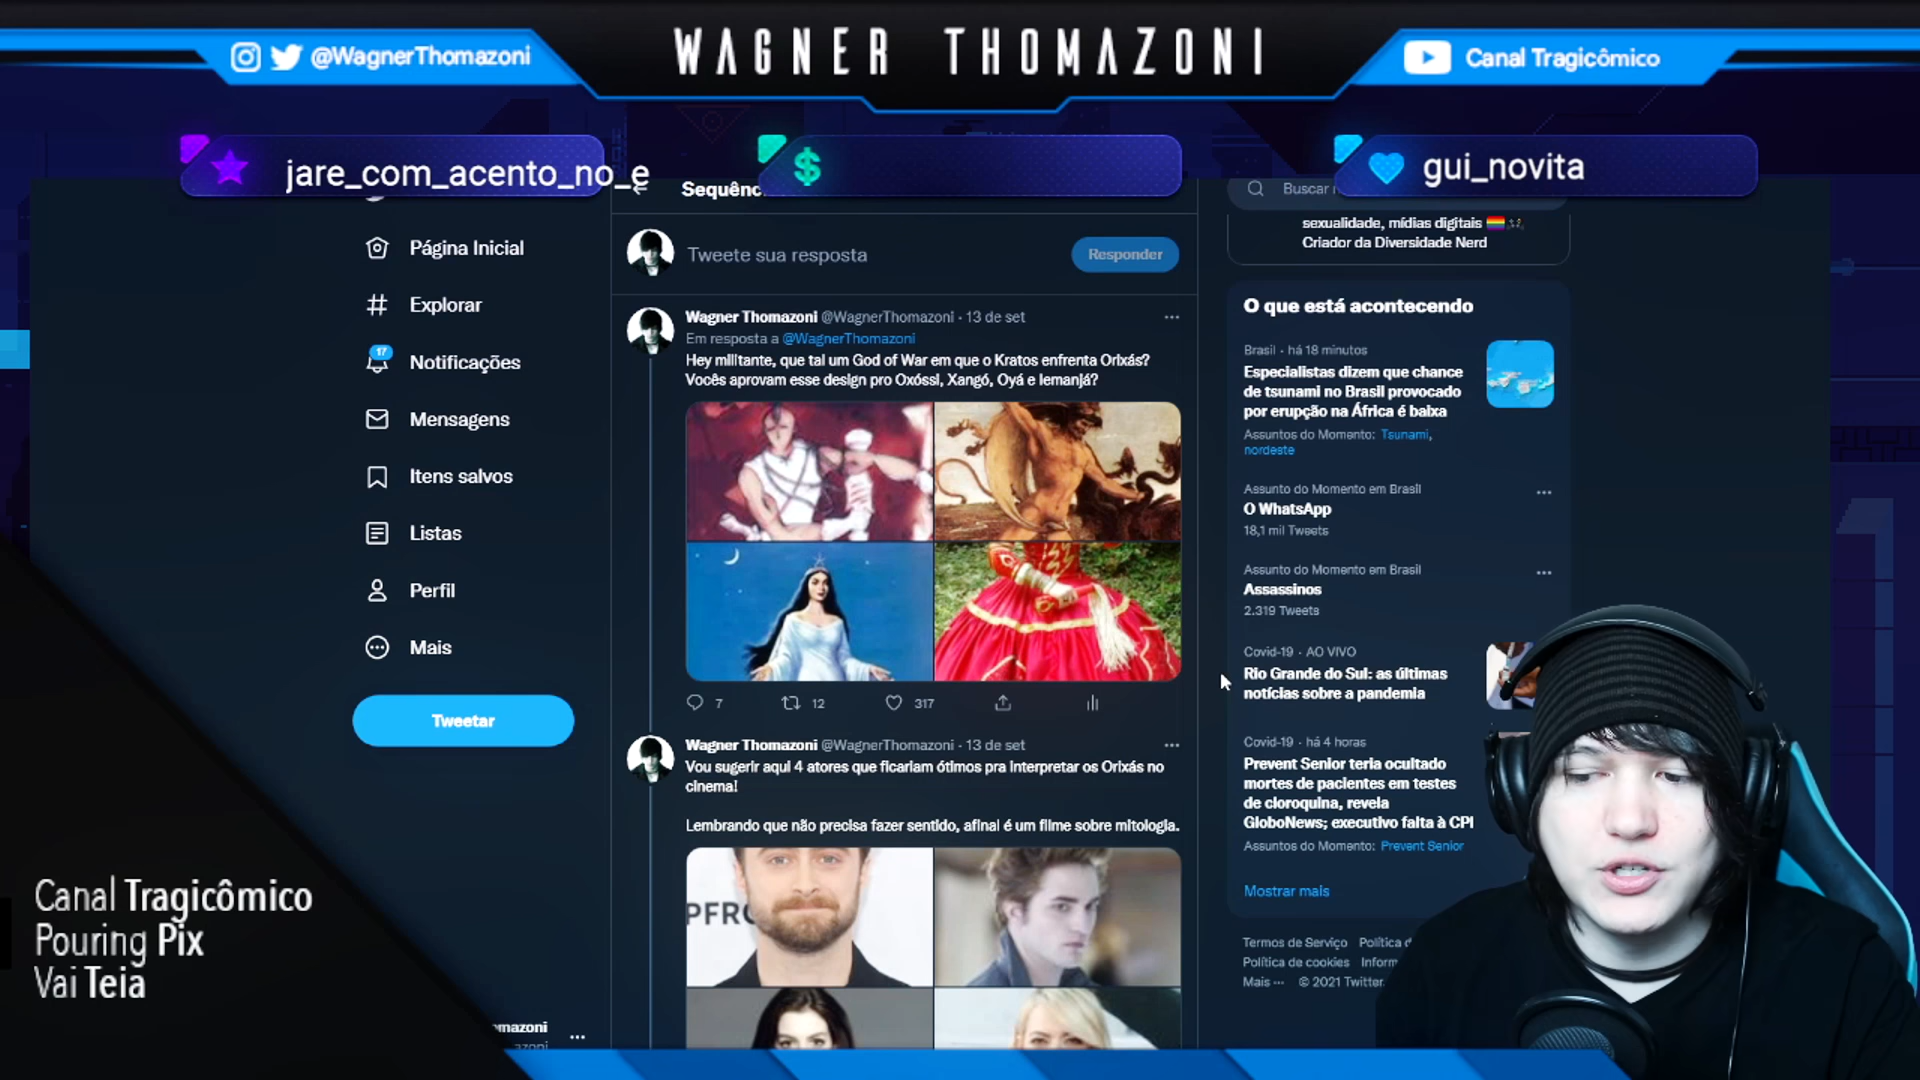 @WagnerThomazoni
WAGNER THOMAZONI
Canal Tragicômico
jare_com_acento_no_e
$
gui_novita
Sequênc
Buscar
Página Inicial
Explorar
17
Notificações
Mensagens
Itens salvos
Listas
Perfil
Mais
Tweetar
Tweete sua resposta
Responder
Wagner Thomazoni @WagnerThomazoni · 13 de set
Em resposta a @WagnerThomazoni
Hey militante, que tal um God of War em que o Kratos enfrenta Orixás?
Vocês aprovam esse design pro Oxóssi, Xangó, Oyá e Iemanjá?
7
12
317
Wagner Thomazoni @WagnerThomazoni · 13 de set
Vou sugerir aqui 4 atores que ficariam ótimos pra interpretar os Orixás no
cinema!
Lembrando que não precisa fazer sentido, afinal é um filme sobre mitologia.
PFRO
sexualidade, mídias digitais
Criador da Diversidade Nerd
O que está acontecendo
Brasil · há 18 minutos
Especialistas dizem que chance
de tsunami no Brasil provocado
por erupção na África é baixa
Assuntos do Momento: Tsunami,
nordeste
Assunto do Momento em Brasil
O WhatsApp
18,1 mil Tweets
Assunto do Momento em Brasil
Assassinos
2.319 Tweets
Covid-19 · AO VIVO
Rio Grande do Sul: as últimas
notícias sobre a pandemia
Covid-19 · há 4 horas
Prevent Senior teria ocultado
mortes de pacientes em testes
de cloroquina, revela
GloboNews; executivo falta à CPI
Assuntos do Momento: Prevent Senior
Mostrar mais
Termos de Serviço Política d
Política de cookies Inform
Mais ··· © 2021 Twitter
Canal Tragicômico
Pouring Pix
Vai Teia
omazoni
azoni